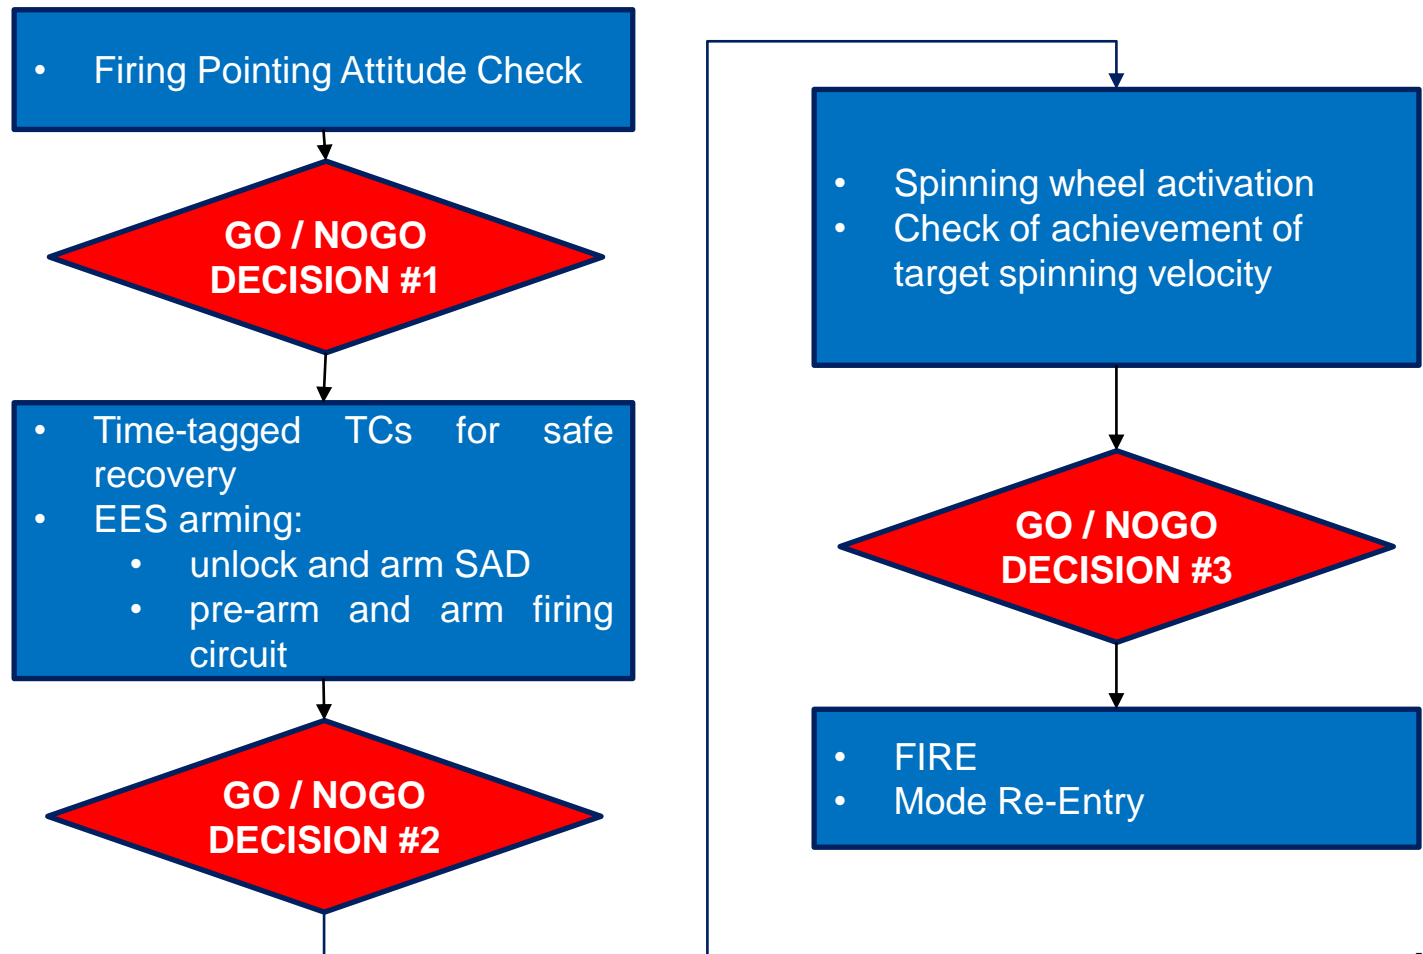 • Firing Pointing Attitude Check
GO / NOGO
DECISION #1
• Time-tagged TCs for safe
recovery
• EES arming:
• unlock and arm SAD
• pre-arm and arm firing
circuit
GO / NOGO
DECISION #2
• Spinning wheel activation
• Check of achievement of
target spinning velocity
GO / NOGO
DECISION #3
• FIRE
• Mode Re-Entry